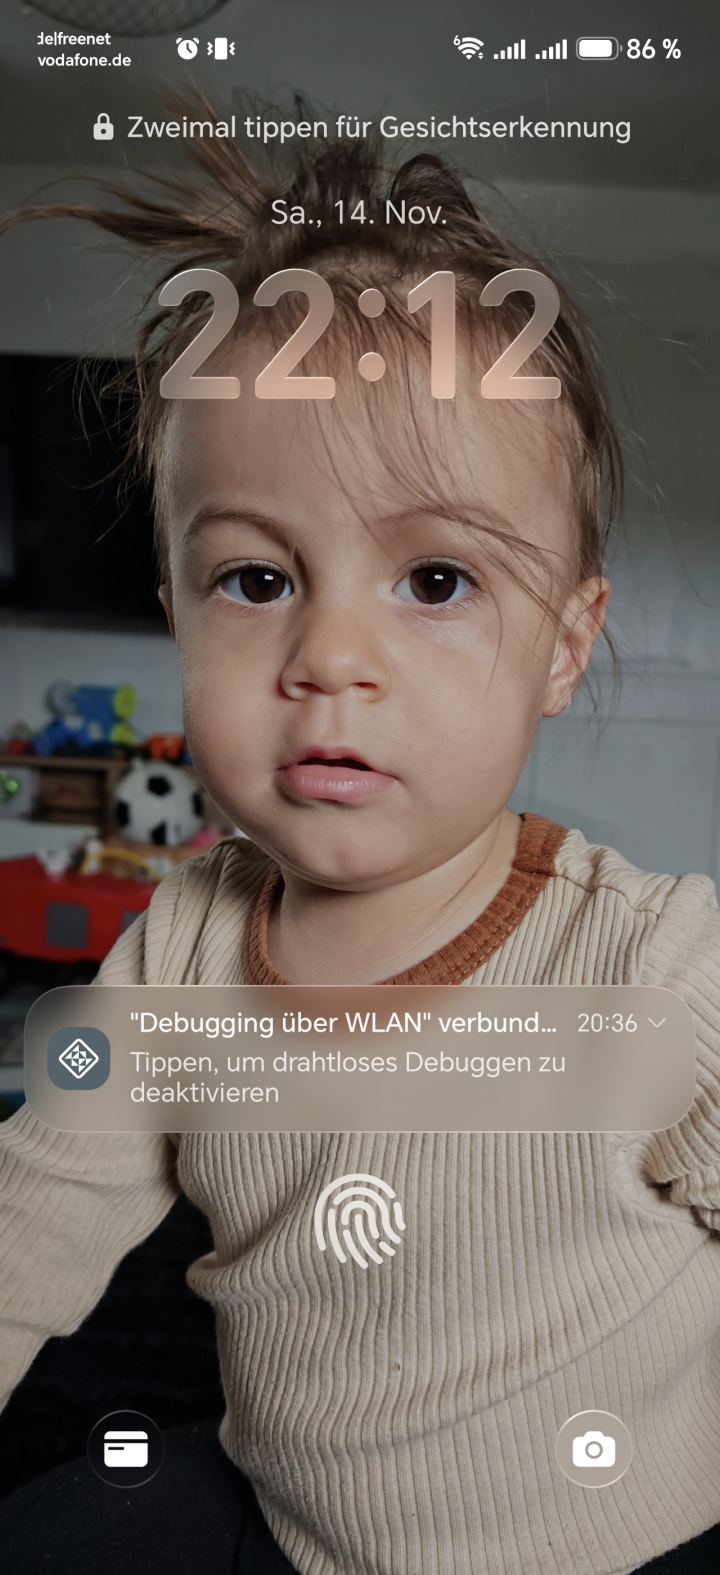 delfreenet
vodafone.de
6
86 %
Zweimal tippen für Gesichtserkennung
Sa., 14. Nov.
22:12
"Debugging über WLAN" verbund... 20:36
Tippen, um drahtloses Debuggen zu
deaktivieren